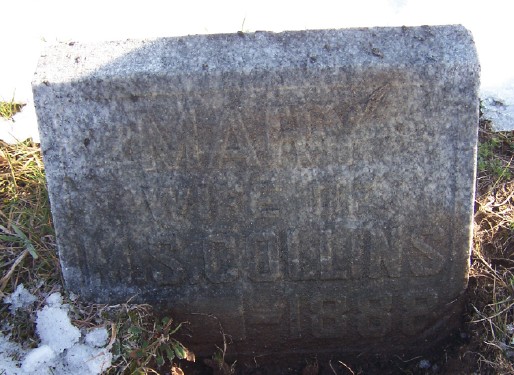 MARY
WIFE OF
M.S. COLLINS
1888